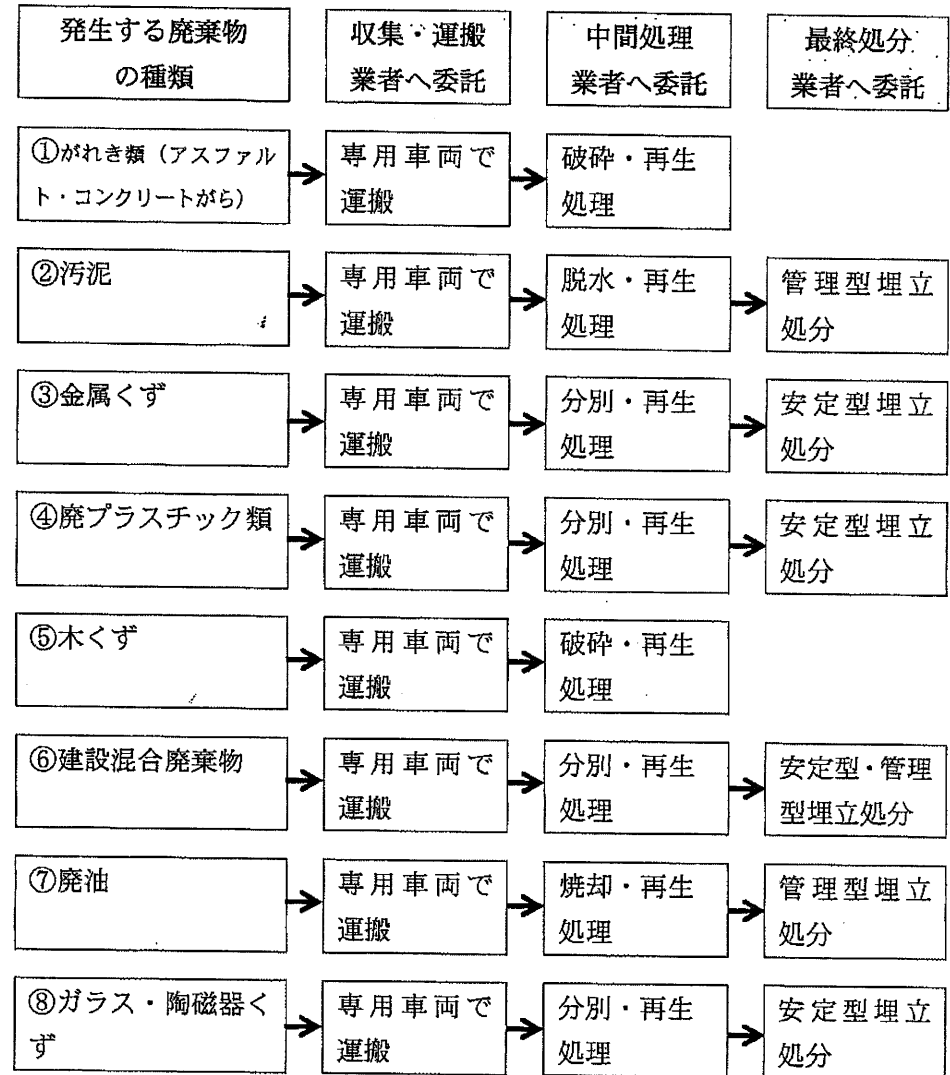 発生する廃棄物
の種類
収集・運搬
業者へ委託
中間処理
業者へ委託
最終処分
業者へ委託
①がれき類（アスファル
ト・コンクリートがら）
専用車両で
運搬
破砕・再生
処理
②汚泥
専用車両で
運搬
脱水・再生
処理
管理型埋立
処分
③金属くず
専用車両で
運搬
分別・再生
処理
安定型埋立
処分
④廃プラスチック類
専用車両で
運搬
分別・再生
処理
安定型埋立
処分
⑤木くず
専用車両で
運搬
破砕・再生
処理
⑥建設混合廃棄物
専用車両で
運搬
分別・再生
処理
安定型・管理
型埋立処分
⑦廃油
専用車両で
運搬
焼却・再生
処理
管理型埋立
処分
⑧ガラス・陶磁器く
ず
専用車両で
運搬
分別・再生
処理
安定型埋立
処分